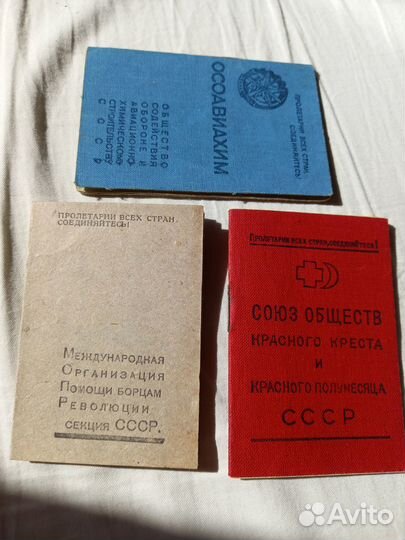 ПРОЛЕТАРИИ ВСЕХ СТРАН,
СОЕДИНЯЙТЕСЬ!
ОСОАВИАХИМ
ОБЩЕСТВО
СОДЕЙСТВИЯ
ОБОРОНЕ И
АВИАЦИОННО-
ХИМИЧЕСКОМУ
СТРОИТЕЛЬСТВУ
С С С Р
ПРОЛЕТАРИИ ВСЕХ СТРАН,
СОЕДИНЯЙТЕСЬ!
МЕЖДУНАРОДНАЯ
ОРГАНИЗАЦИЯ
ПОМОЩИ БОРЦАМ
РЕВОЛЮЦИИ
СЕКЦИЯ СССР.
ПРОЛЕТАРИИ ВСЕХ СТРАН, СОЕДИНЯЙТЕСЬ!
СОЮЗ ОБЩЕСТВ
КРАСНОГО КРЕСТА
И
КРАСНОГО ПОЛУМЕСЯЦА
СССР
Avito